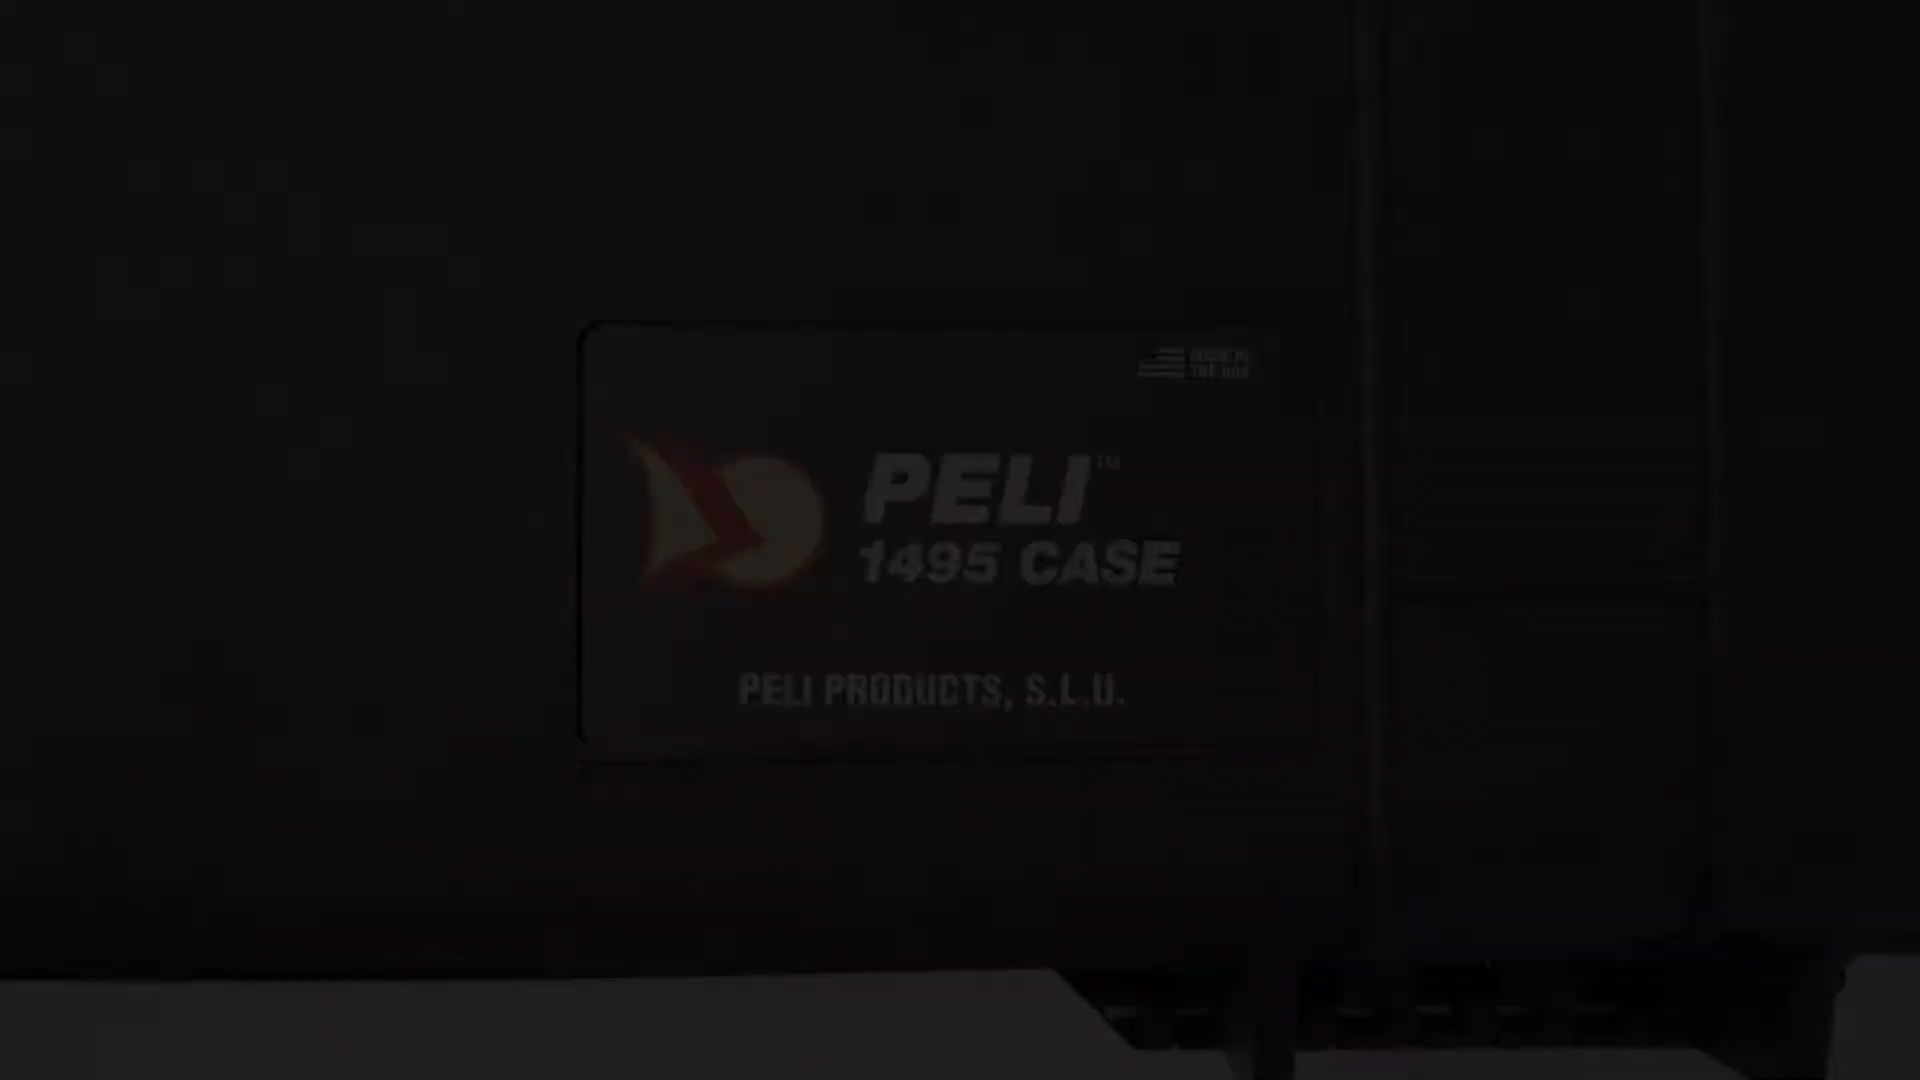 PELI™
1495 CASE
PELI PRODUCTS, S.L.U.